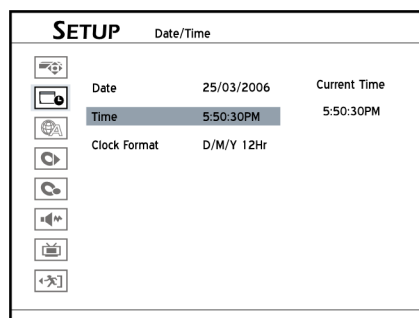 SETUP Date/Time
Date 25/03/2006 Current Time
Time 5:50:30PM 5:50:30PM
Clock Format D/M/Y 12Hr
A